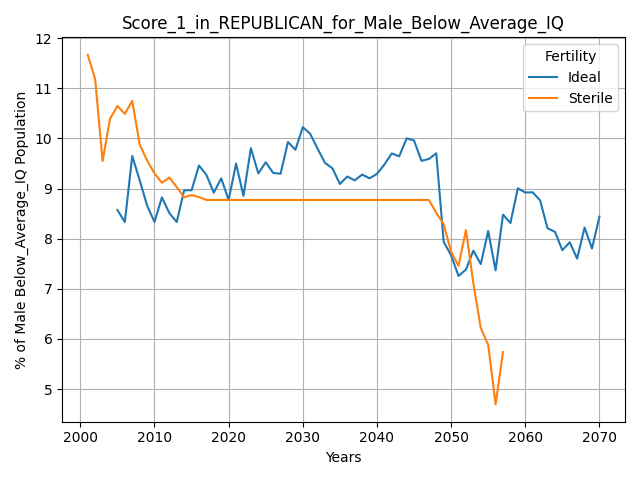 Score_1_in_REPUBLICAN_for_Male_Below_Average_IQ
12
11
10
9
8
7
6
5
% of Male Below_Average_IQ Population
Fertility
Ideal
Sterile
2000 2010 2020 2030 2040 2050 2060 2070
Years